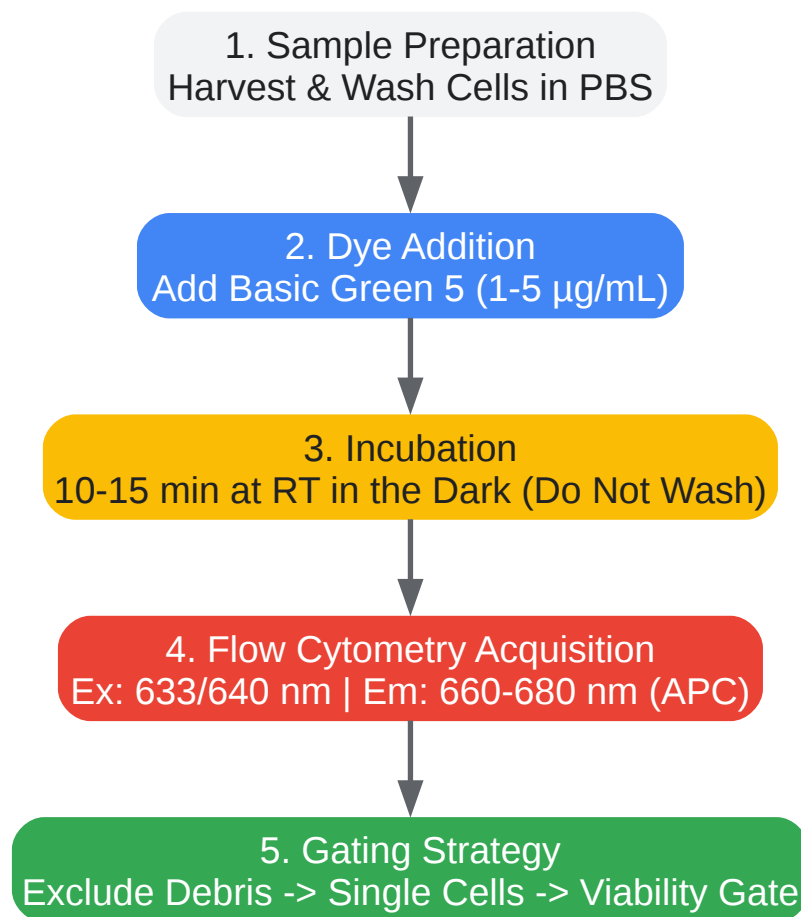 1. Sample Preparation
Harvest & Wash Cells in PBS
2. Dye Addition
Add Basic Green 5 (1-5 µg/mL)
3. Incubation
10-15 min at RT in the Dark (Do Not Wash)
4. Flow Cytometry Acquisition
Ex: 633/640 nm | Em: 660-680 nm (APC)
5. Gating Strategy
Exclude Debris -> Single Cells -> Viability Gate